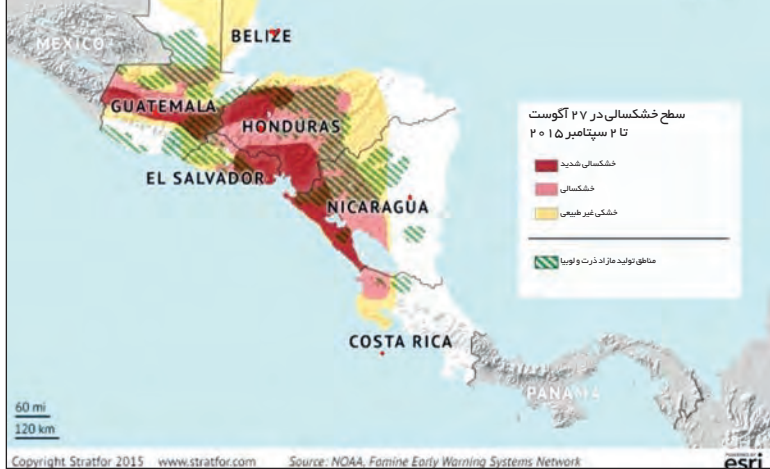 MEXICO
BELIZE
GUATEMALA
HONDURAS
EL SALVADOR
NICARAGUA
COSTA RICA
PANAMA
سطح خشکسالی در ۲۷ آگوست
تا ۲ سپتامبر ۲۰۱۵
خشکسالی شدید
خشکسالی
خشکی غیر طبیعی
مناطق تولید مازاد ذرت و لوبیا
60 mi
120 km
Copyright Stratfor 2015 www.stratfor.com Source: NOAA, Famine Early Warning Systems Network
esri